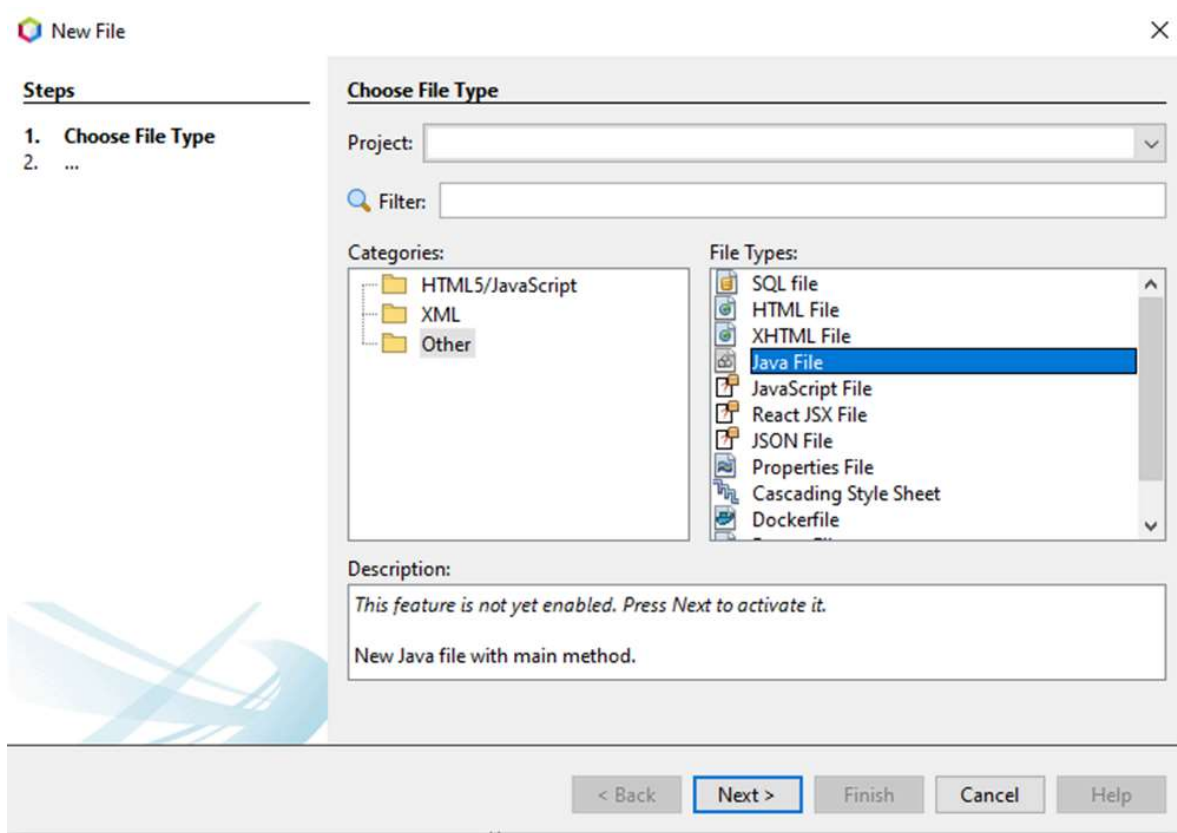 New File
Steps
1. Choose File Type
2. ...
Choose File Type
Project:
Filter:
Categories:
HTML5/JavaScript
XML
Other
File Types:
SQL file
HTML File
XHTML File
Java File
JavaScript File
React JSX File
JSON File
Properties File
Cascading Style Sheet
Dockerfile
Description:
This feature is not yet enabled. Press Next to activate it.
New Java file with main method.
< Back
Next >
Finish
Cancel
Help